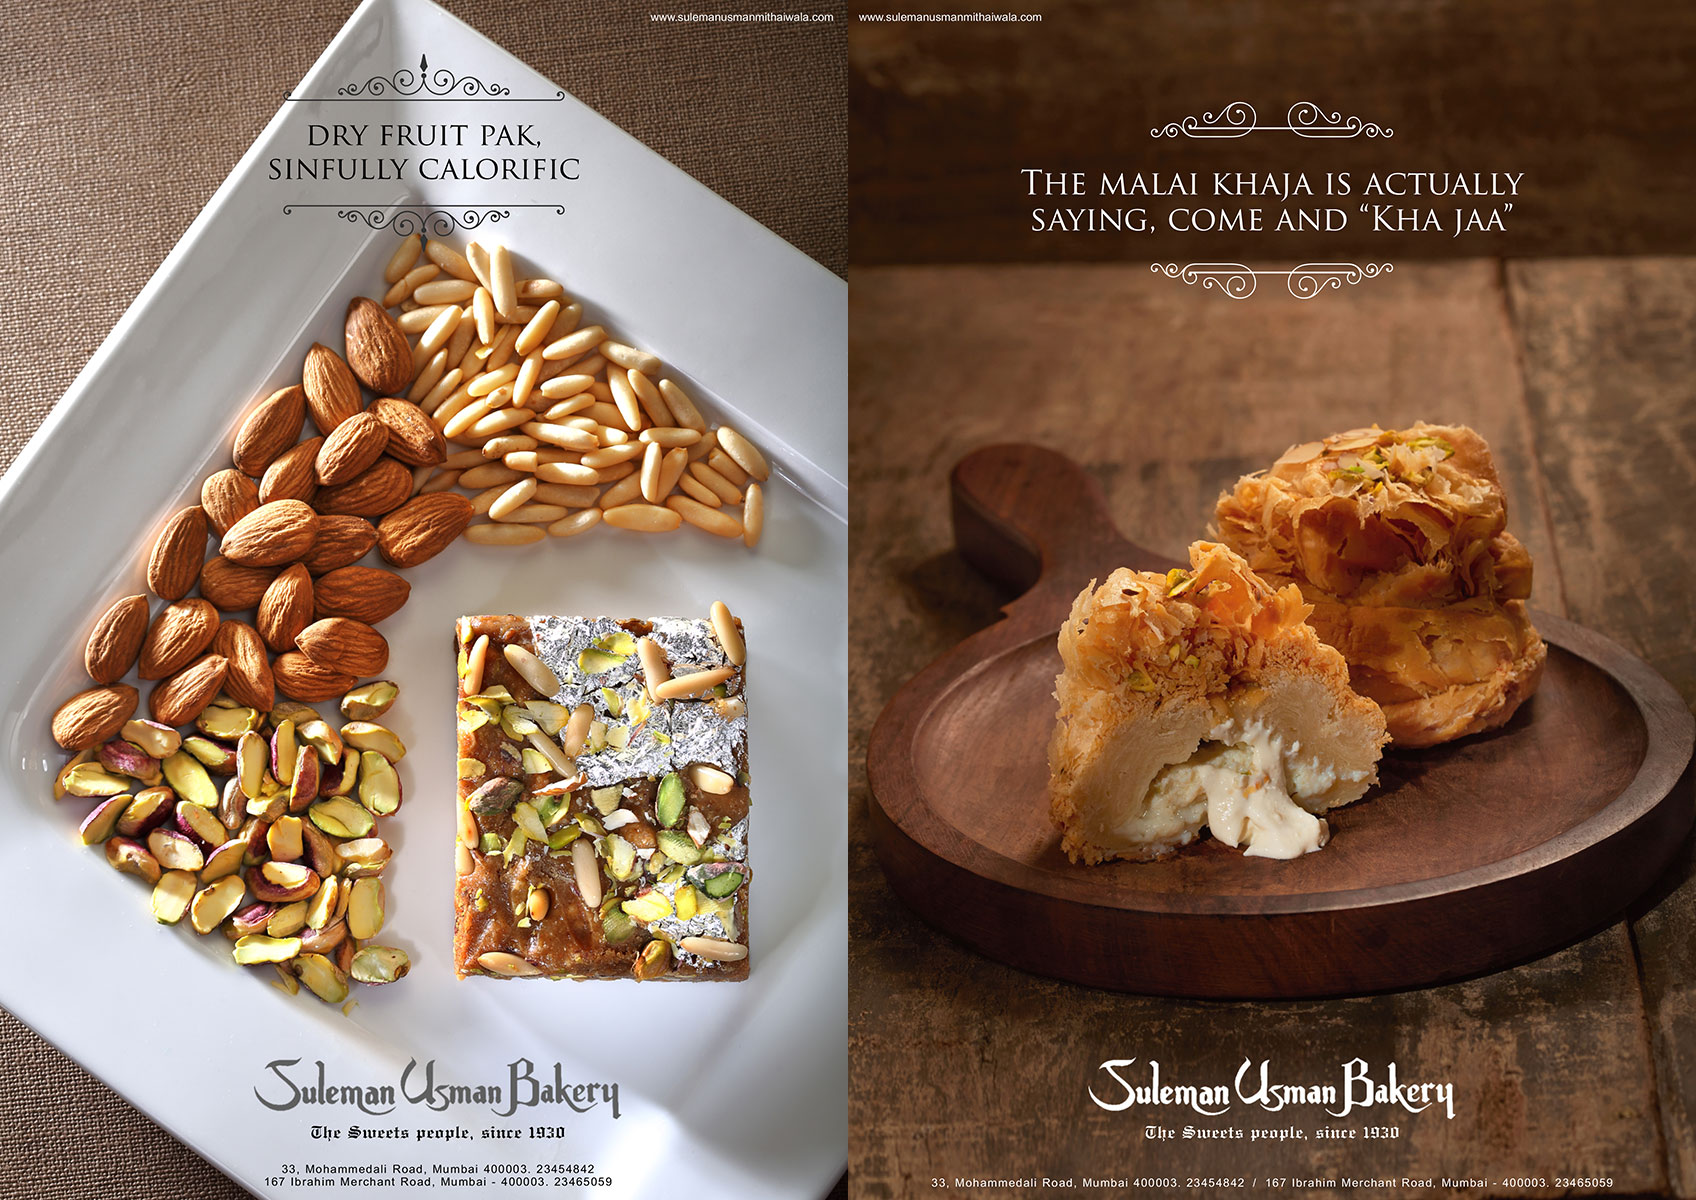 www.sulemanusmanmithaiwala.com
DRY FRUIT PAK,
SINFULLY CALORIFIC
Suleman Usman Bakery
The Sweets people, since 1930
33, Mohammedali Road, Mumbai 400003. 23454842
167 Ibrahim Merchant Road, Mumbai - 400003. 23465059
www.sulemanusmanmithaiwala.com
THE MALAI KHAJA IS ACTUALLY
SAYING, COME AND “KHA JAA”
Suleman Usman Bakery
The Sweets people, since 1930
33, Mohammedali Road, Mumbai 400003. 23454842 / 167 Ibrahim Merchant Road, Mumbai - 400003. 23465059